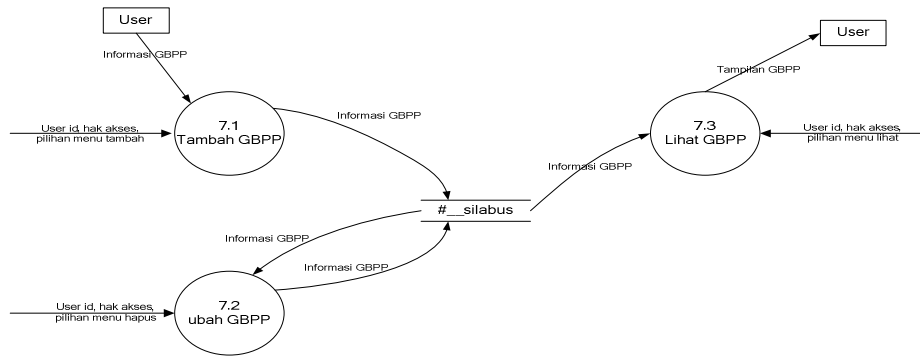 User
Informasi GBPP
User id, hak akses,
pilihan menu tambah
7.1
Tambah GBPP
Informasi GBPP
#__silabus
Informasi GBPP
Informasi GBPP
User id, hak akses,
pilihan menu hapus
7.2
ubah GBPP
Informasi GBPP
User
Tampilan GBPP
7.3
Lihat GBPP
User id, hak akses,
pilihan menu lihat